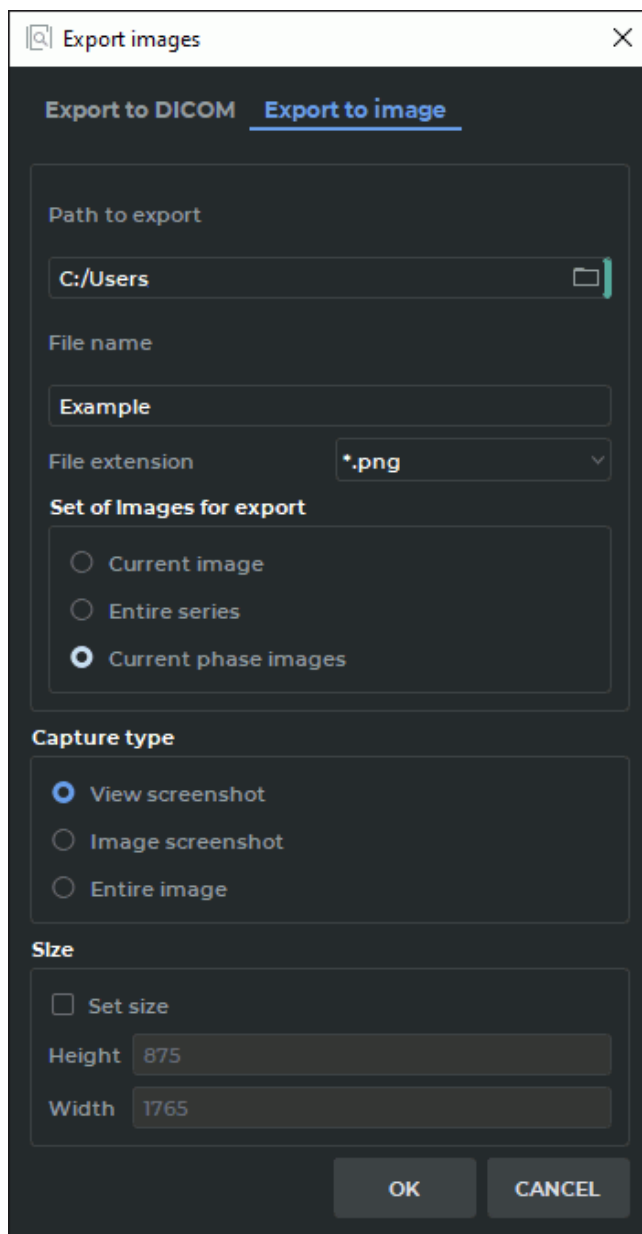 Export images
Export to DICOM Export to image
Path to export
C:/Users
File name
Example
File extension *.png
Set of Images for export
Current image
Entire series
Current phase images
Capture type
View screenshot
Image screenshot
Entire image
SIze
Set size
Height 875
Width 1765
OK CANCEL